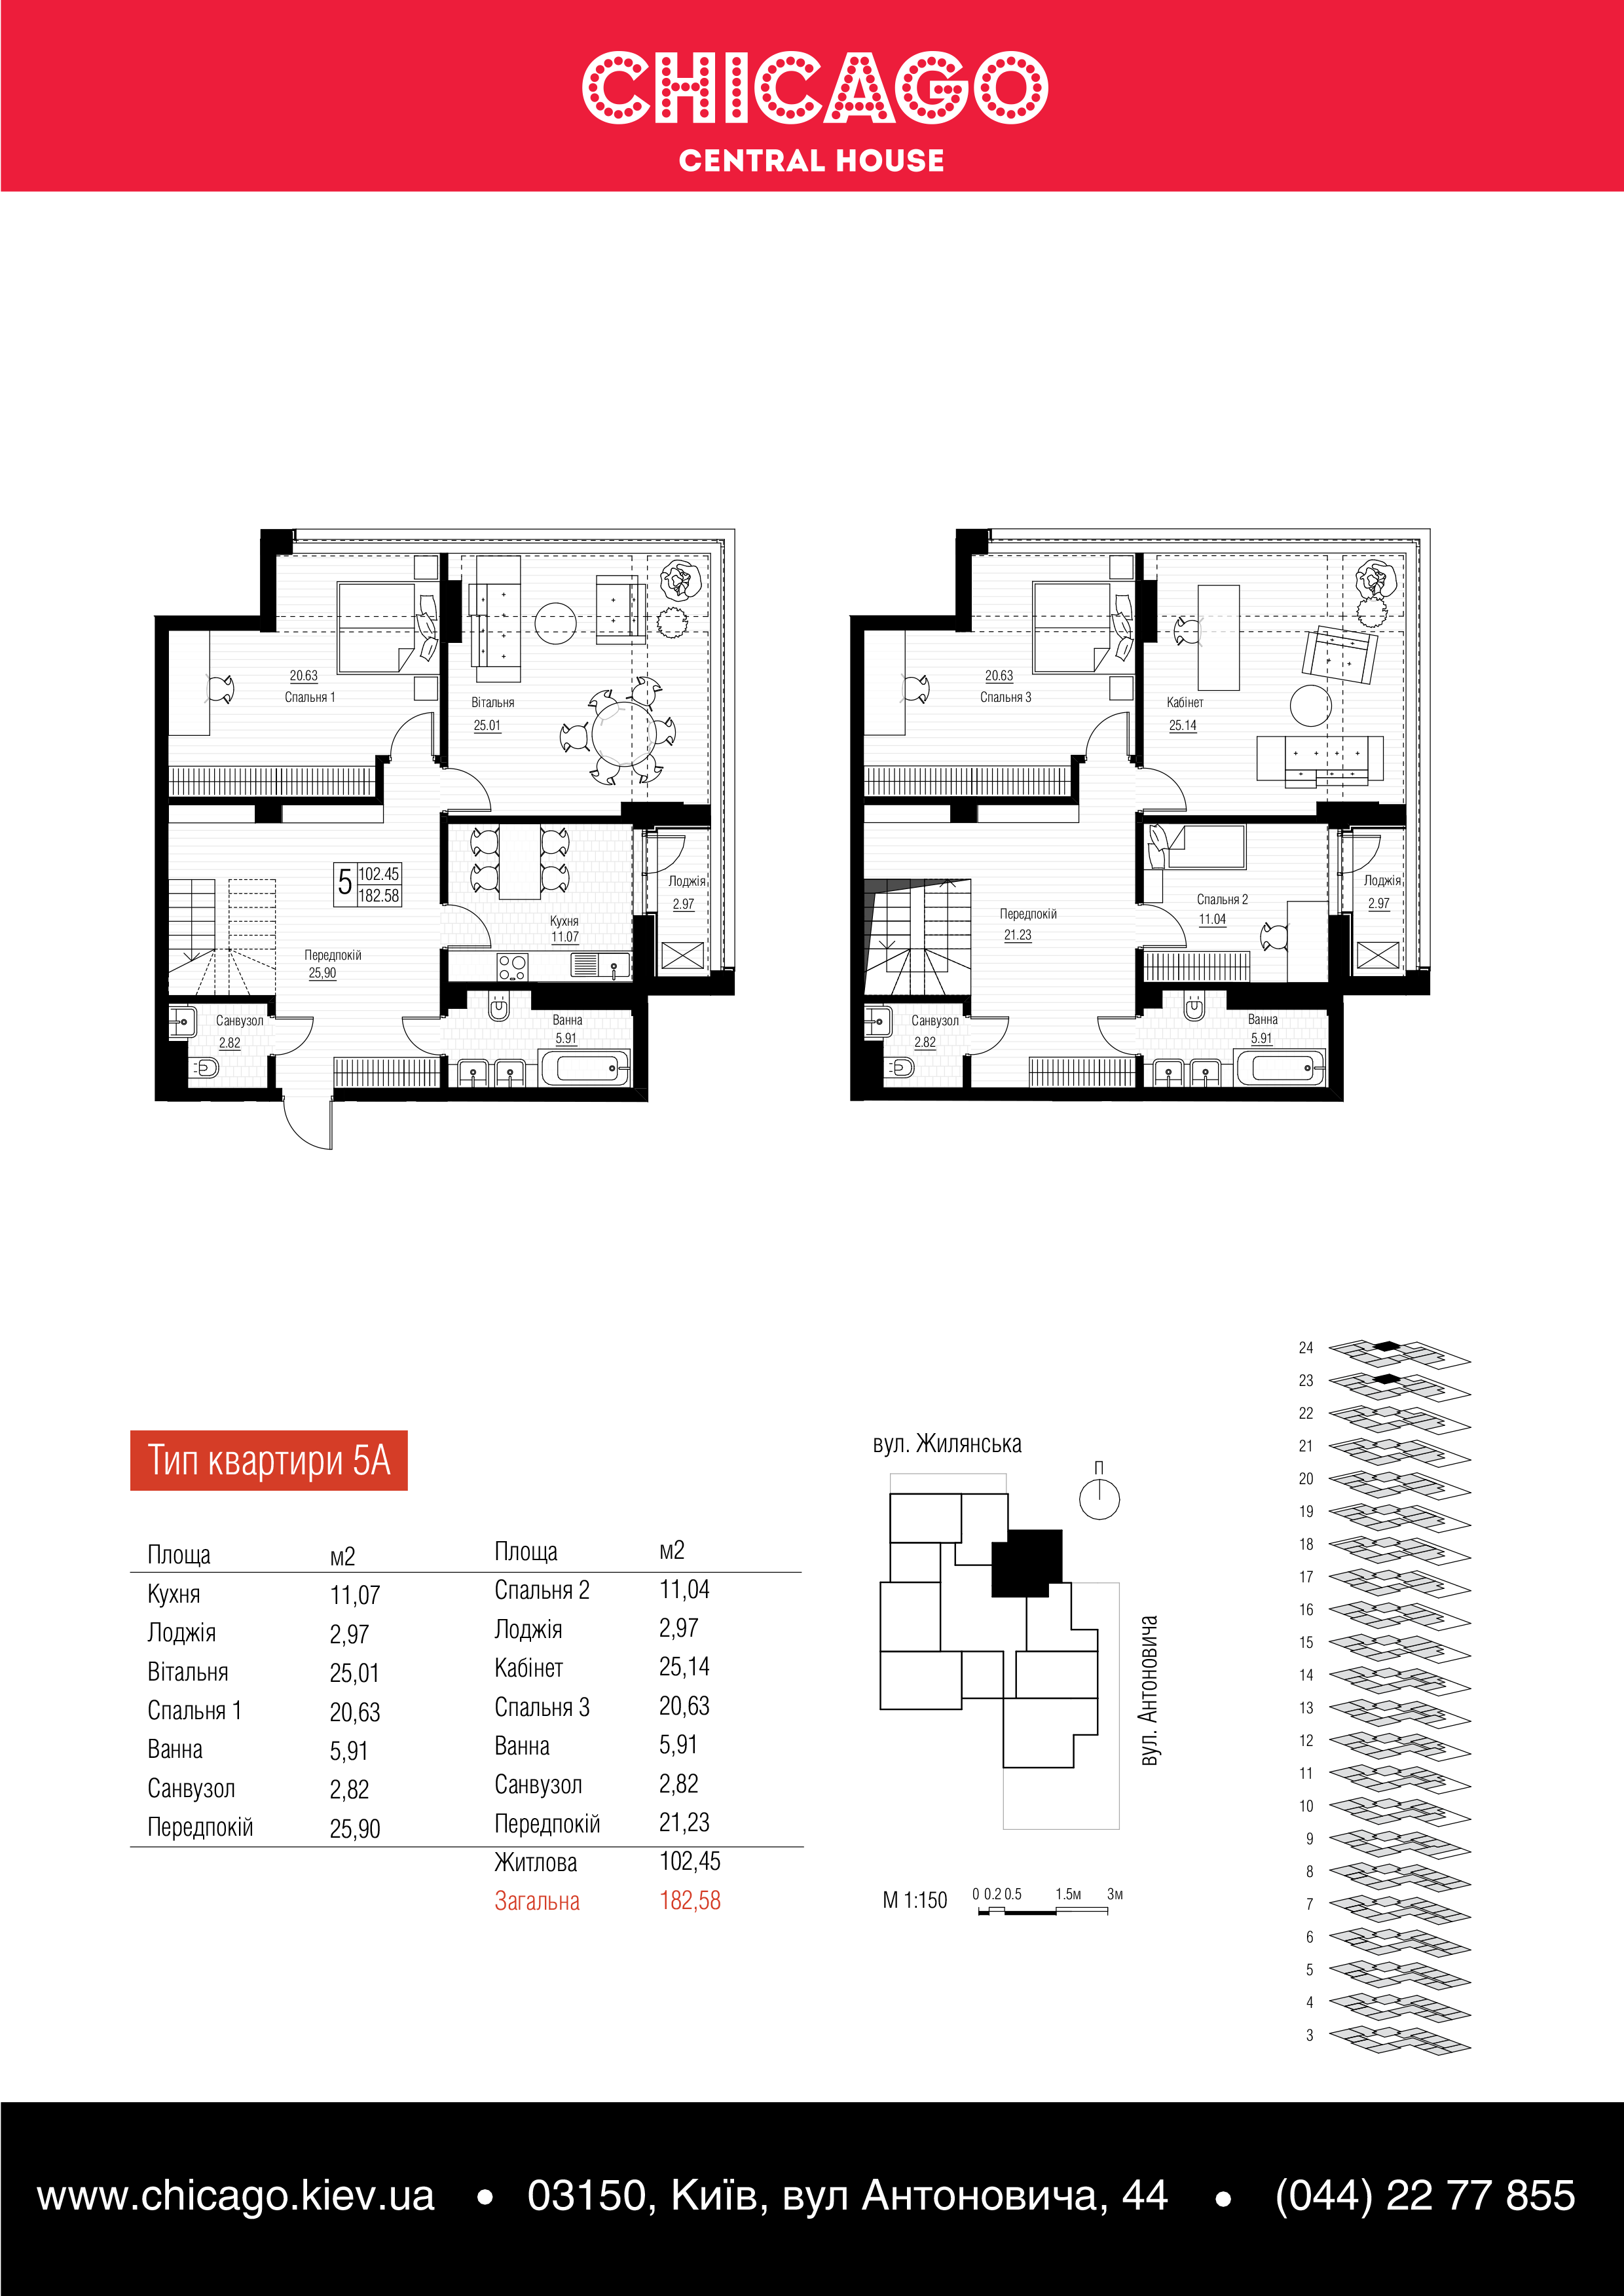 CHICAGO
CENTRAL HOUSE
20.63
Спальня 1
Вітальня
25.01
5 102.45
182.58
Передпокій
25,90
Кухня
11.07
Лоджія
2.97
Санвузол
2.82
Ванна
5.91
20.63
Спальня 3
Кабінет
25.14
Передпокій
21.23
Спальня 2
11.04
Лоджія
2.97
Санвузол
2.82
Ванна
5.91
Тип квартири 5А
Площа м2
Кухня 11,07
Лоджія 2,97
Вітальня 25,01
Спальня 1 20,63
Ванна 5,91
Санвузол 2,82
Передпокій 25,90
Площа м2
Спальня 2 11,04
Лоджія 2,97
Кабінет 25,14
Спальня 3 20,63
Ванна 5,91
Санвузол 2,82
Передпокій 21,23
Житлова 102,45
Загальна 182,58
вул. Жилянська
П
вул. Антоновича
М 1:150
0 0.2 0.5 1.5м 3м
24
23
22
21
20
19
18
17
16
15
14
13
12
11
10
9
8
7
6
5
4
3
www.chicago.kiev.ua • 03150, Київ, вул Антоновича, 44 • (044) 22 77 855